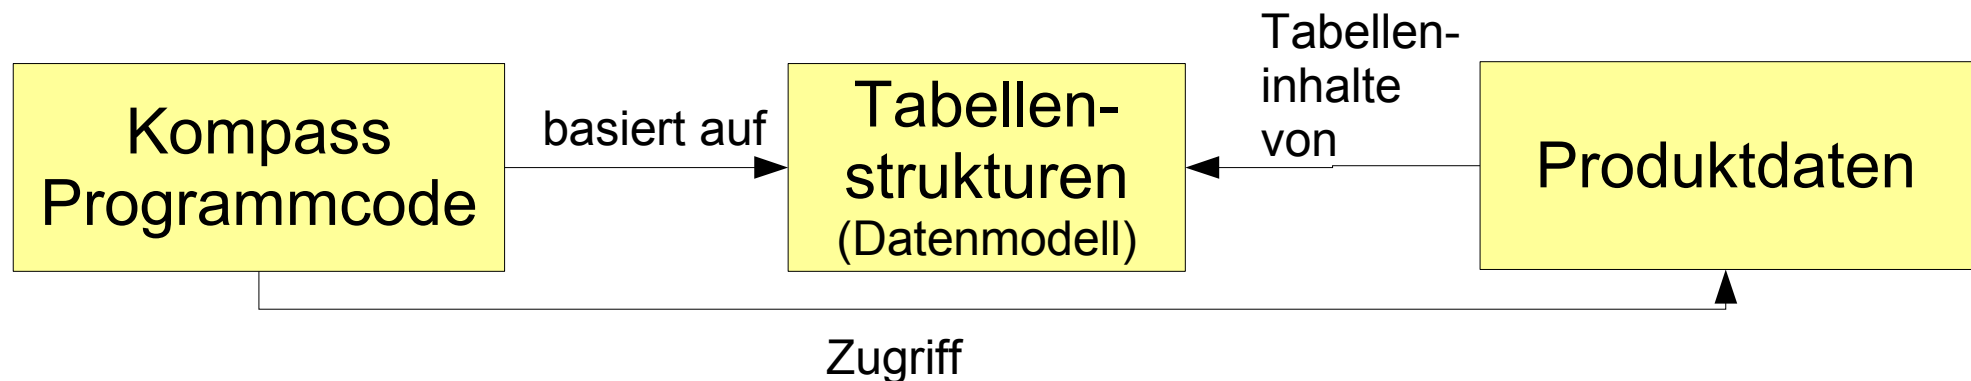 Kompass
Programmcode
basiert auf
Tabellen-
strukturen
(Datenmodell)
Tabellen-
inhalte
von
Produktdaten
Zugriff